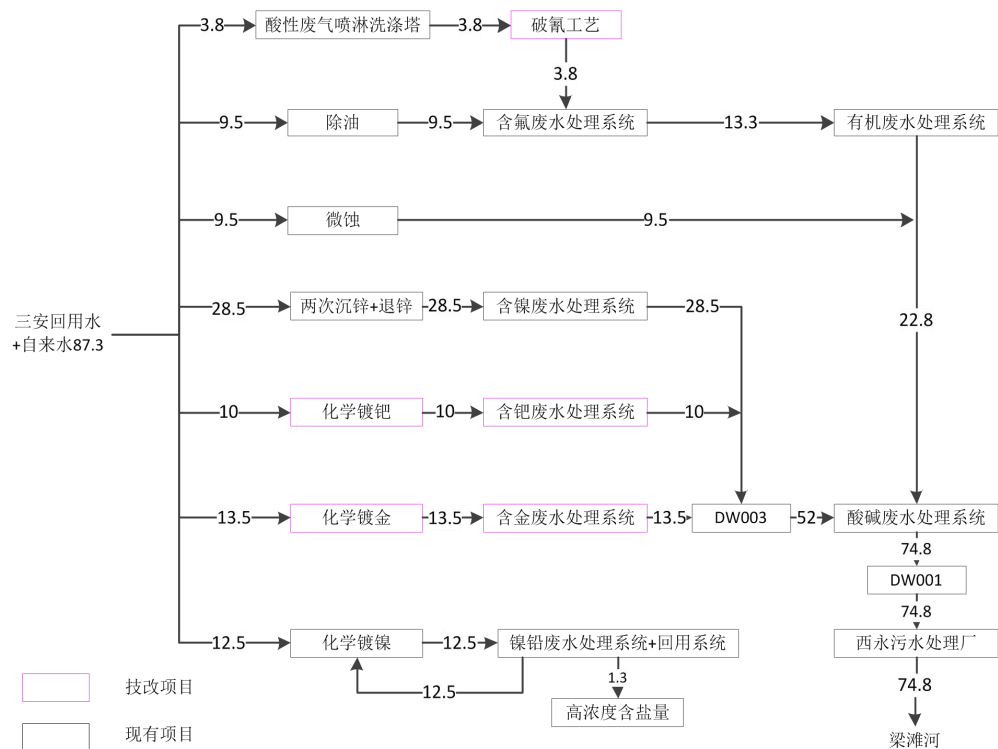 3.8
酸性废气喷淋洗涤塔
3.8
破氰工艺
3.8
9.5
除油
9.5
含氟废水处理系统
13.3
有机废水处理系统
9.5
微蚀
9.5
28.5
两次沉锌+退锌
28.5
含镍废水处理系统
28.5
22.8
三安回用水
+自来水87.3
10
化学镀钯
10
含钯废水处理系统
10
13.5
化学镀金
13.5
含金废水处理系统
13.5
DW003
52
酸碱废水处理系统
74.8
DW001
74.8
12.5
化学镀镍
12.5
镍铅废水处理系统+回用系统
西永污水处理厂
12.5
1.3
74.8
高浓度含盐量
梁滩河
技改项目
现有项目